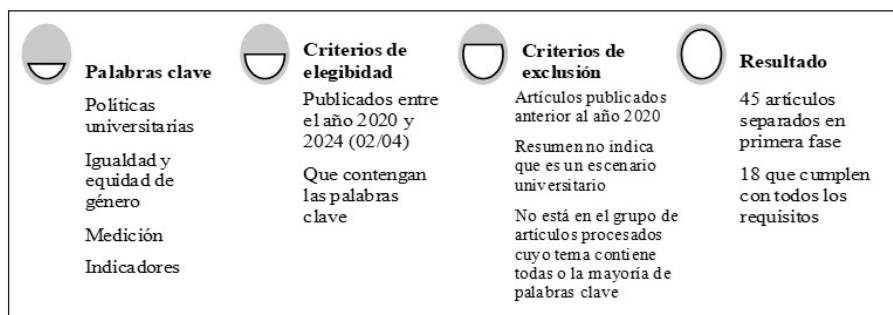 Palabras clave
Políticas
universitarias
Igualdad y
equidad de
género
Medición
Indicadores
Criterios de
elegibidad
Publicados entre
el año 2020 y
2024 (02/04)
Que contengan
las palabras
clave
Criterios de
exclusión
Artículos publicados
anterior al año 2020
Resumen no indica
que es un escenario
universitario
No está en el grupo de
artículos procesados
cuyo tema contiene
todas o la mayoría de
palabras clave
Resultado
45 artículos
separados en
primera fase
18 que cumplen
con todos los
requisitos